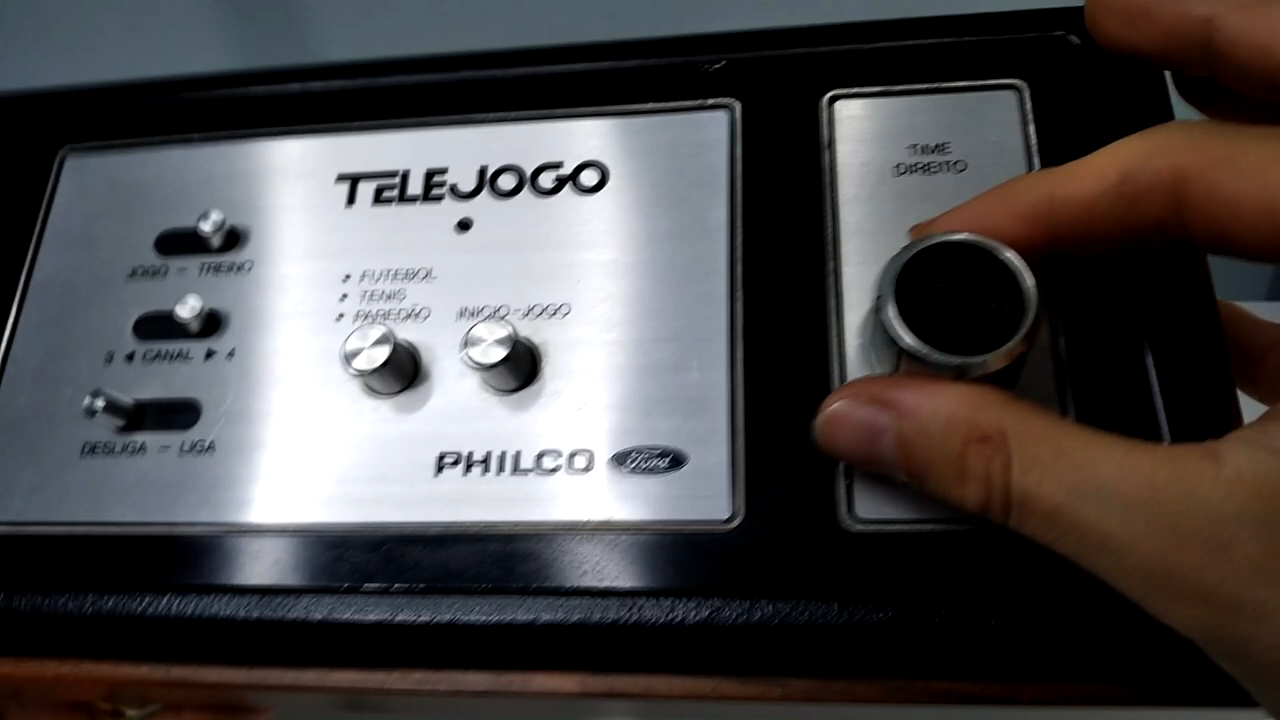 TELEJOGO
JOGO - TREINO
3 ◀ CANAL ▶ 4
DESLIGA - LIGA
• FUTEBOL
• TENIS
• PAREDÃO
INICIO-JOGO
PHILCO Ford
TIME
DIREITO